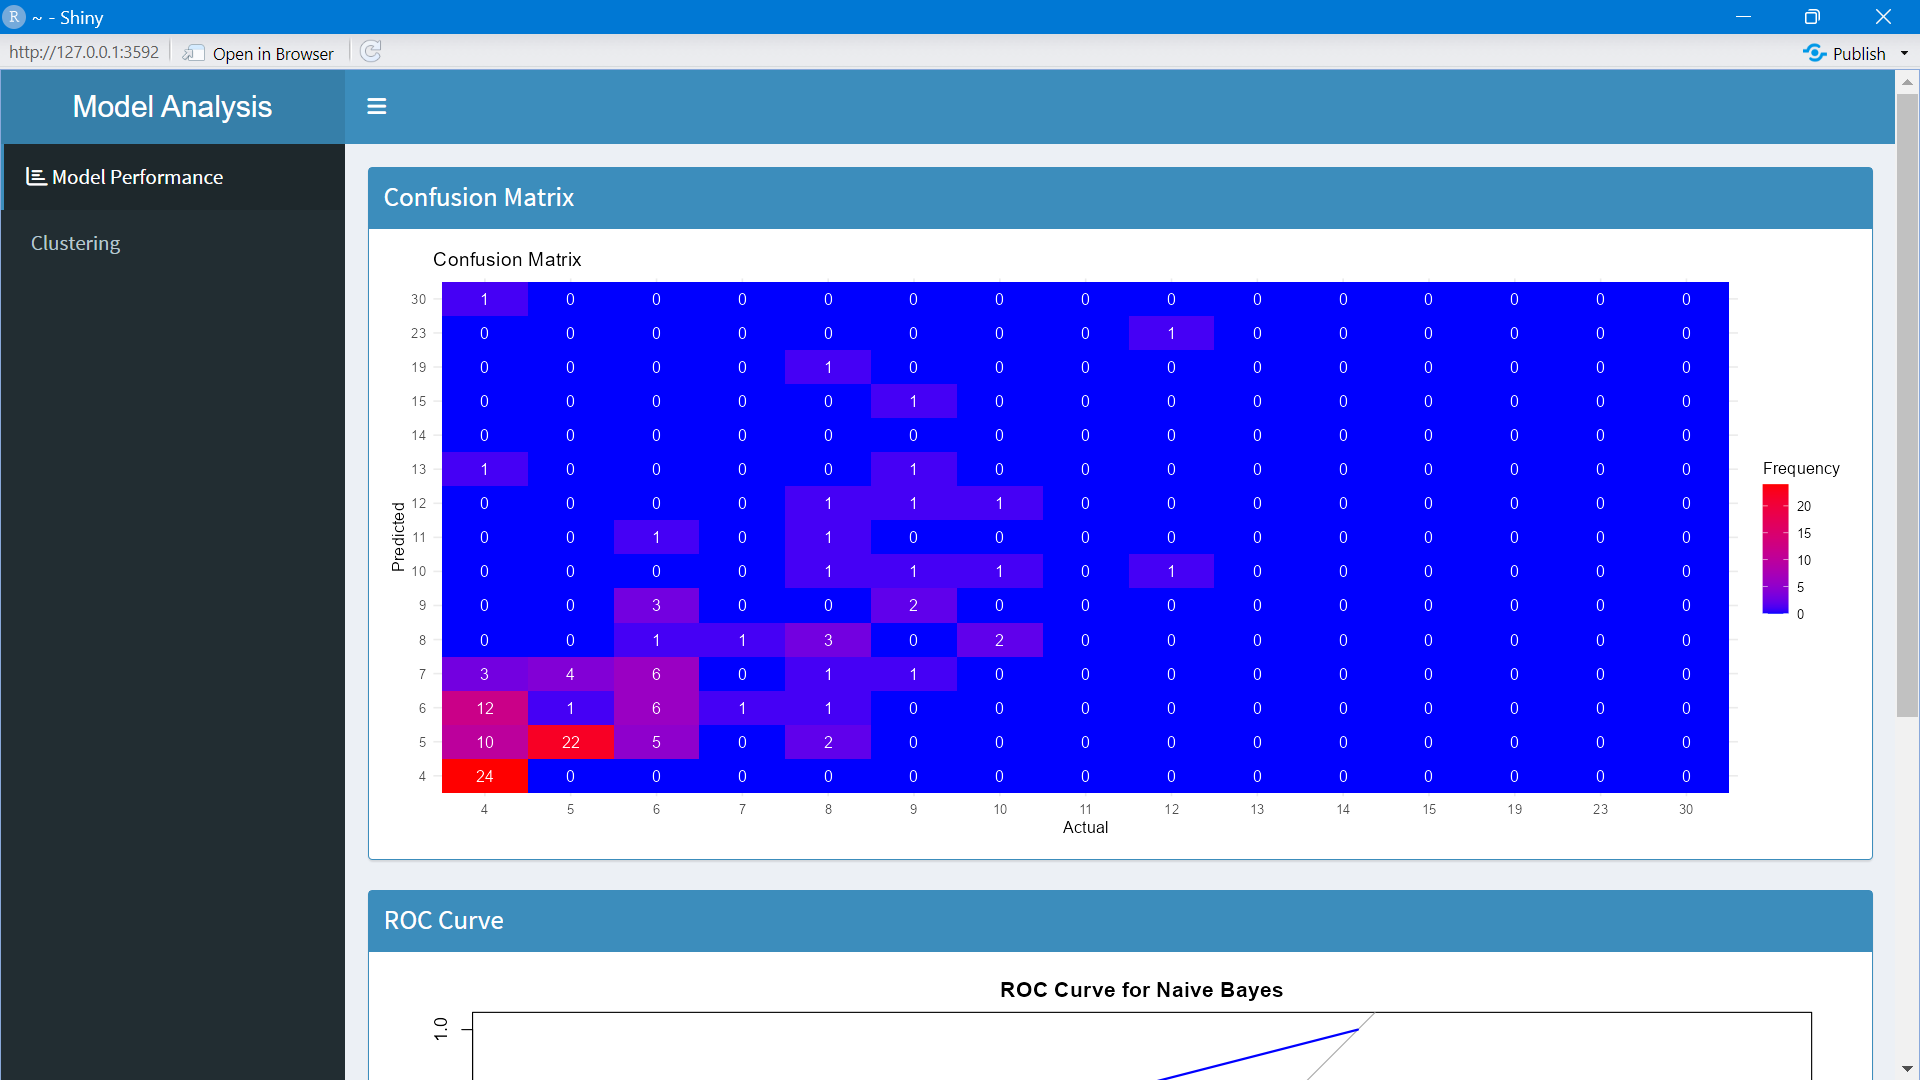 R ~ - Shiny
http://127.0.0.1:3592 Open in Browser Publish
Model Analysis
Model Performance
Clustering
Confusion Matrix
Confusion Matrix
30 1 0 0 0 0 0 0 0 0 0 0 0 0 0 0
23 0 0 0 0 0 0 0 0 1 0 0 0 0 0 0
19 0 0 0 0 1 0 0 0 0 0 0 0 0 0 0
15 0 0 0 0 0 1 0 0 0 0 0 0 0 0 0
14 0 0 0 0 0 0 0 0 0 0 0 0 0 0 0
13 1 0 0 0 0 1 0 0 0 0 0 0 0 0 0
12 0 0 0 0 1 1 1 0 0 0 0 0 0 0 0
11 0 0 1 0 1 0 0 0 0 0 0 0 0 0 0
10 0 0 0 0 1 1 1 0 1 0 0 0 0 0 0
9 0 0 3 0 0 2 0 0 0 0 0 0 0 0 0
8 0 0 1 1 3 0 2 0 0 0 0 0 0 0 0
7 3 4 6 0 1 1 0 0 0 0 0 0 0 0 0
6 12 1 6 1 1 0 0 0 0 0 0 0 0 0 0
5 10 22 5 0 2 0 0 0 0 0 0 0 0 0 0
4 24 0 0 0 0 0 0 0 0 0 0 0 0 0 0
4 5 6 7 8 9 10 11 12 13 14 15 19 23 30
Predicted
Actual
Frequency
20
15
10
5
0
ROC Curve
ROC Curve for Naive Bayes
1.0